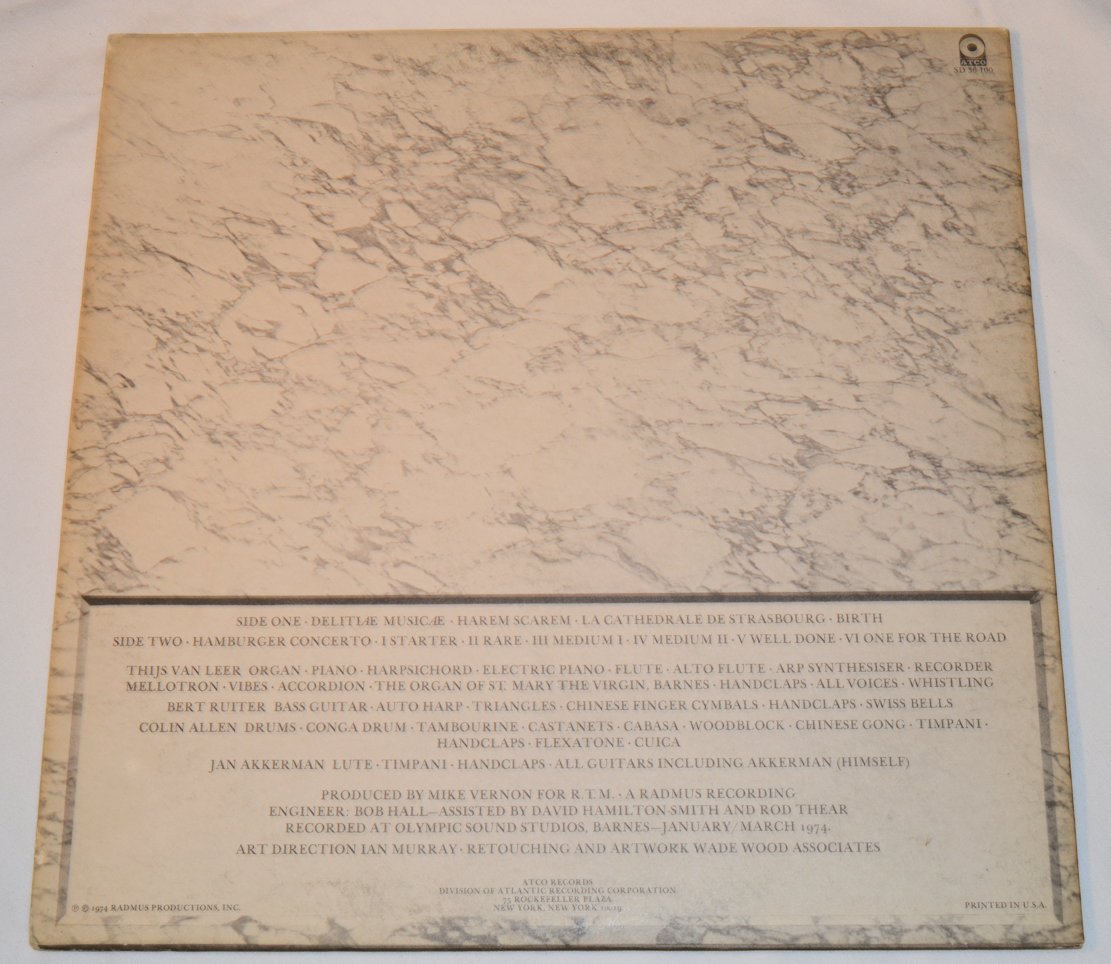 ATCO
SD 36-100
SIDE ONE · DELITIÆ MUSICÆ · HAREM SCAREM · LA CATHEDRALE DE STRASBOURG · BIRTH
SIDE TWO · HAMBURGER CONCERTO · I STARTER · II RARE · III MEDIUM I · IV MEDIUM II · V WELL DONE · VI ONE FOR THE ROAD
THIJS VAN LEER ORGAN · PIANO · HARPSICHORD · ELECTRIC PIANO · FLUTE · ALTO FLUTE · ARP SYNTHESISER · RECORDER
MELLOTRON · VIBES · ACCORDION · THE ORGAN OF ST. MARY THE VIRGIN, BARNES · HANDCLAPS · ALL VOICES · WHISTLING
BERT RUITER BASS GUITAR · AUTO HARP · TRIANGLES · CHINESE FINGER CYMBALS · HANDCLAPS · SWISS BELLS
COLIN ALLEN DRUMS · CONGA DRUM · TAMBOURINE · CASTANETS · CABASA · WOODBLOCK · CHINESE GONG · TIMPANI ·
HANDCLAPS · FLEXATONE · CUICA
JAN AKKERMAN LUTE · TIMPANI · HANDCLAPS · ALL GUITARS INCLUDING AKKERMAN (HIMSELF)
PRODUCED BY MIKE VERNON FOR R.T.M. · A RADMUS RECORDING
ENGINEER: BOB HALL—ASSISTED BY DAVID HAMILTON-SMITH AND ROD THEAR
RECORDED AT OLYMPIC SOUND STUDIOS, BARNES—JANUARY/MARCH 1974.
ART DIRECTION IAN MURRAY · RETOUCHING AND ARTWORK WADE WOOD ASSOCIATES
ATCO RECORDS
DIVISION OF ATLANTIC RECORDING CORPORATION
75 ROCKEFELLER PLAZA
NEW YORK, NEW YORK 10019
℗ © 1974 RADMUS PRODUCTIONS, INC.
PRINTED IN U.S.A.